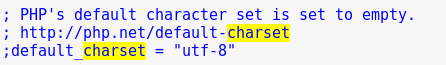 ; PHP's default character set is set to empty.
; http://php.net/default-charset
;default_charset = "utf-8"